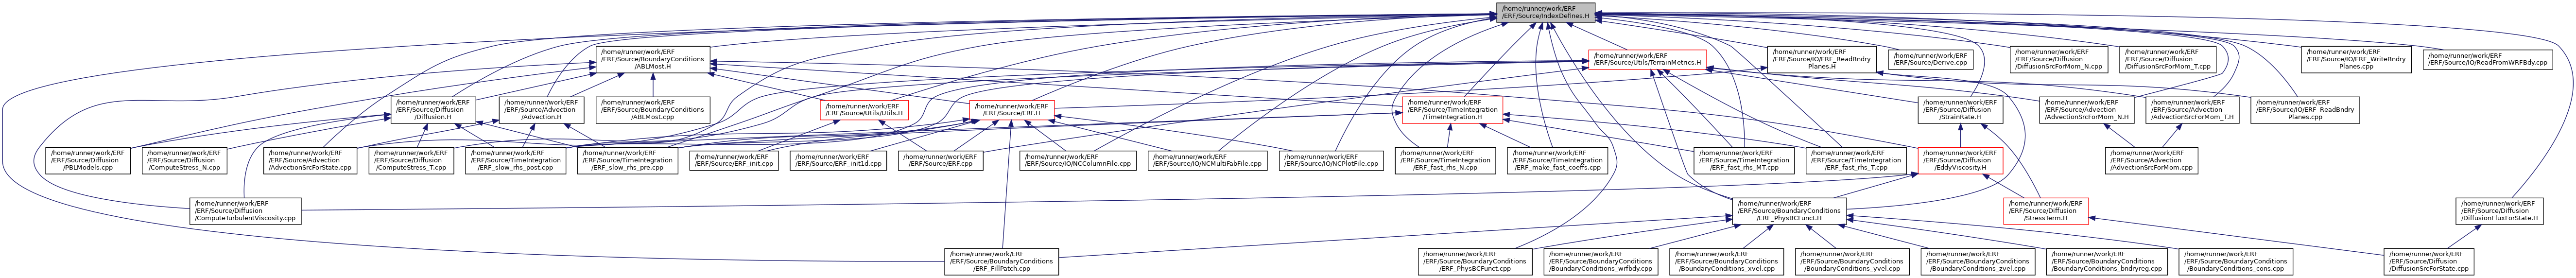 /home/runner/work/ERF
/ERF/Source/IndexDefines.H
/home/runner/work/ERF
/ERF/Source/BoundaryConditions
/ABLMost.H
/home/runner/work/ERF
/ERF/Source/Utils/TerrainMetrics.H
/home/runner/work/ERF
/ERF/Source/IO/ERF_ReadBndry
Planes.H
/home/runner/work/ERF
/ERF/Source/Derive.cpp
/home/runner/work/ERF
/ERF/Source/Diffusion
/DiffusionSrcForMom_N.cpp
/home/runner/work/ERF
/ERF/Source/Diffusion
/DiffusionSrcForMom_T.cpp
/home/runner/work/ERF
/ERF/Source/IO/ERF_WriteBndry
Planes.cpp
/home/runner/work/ERF
/ERF/Source/IO/ReadFromWRFBdy.cpp
/home/runner/work/ERF
/ERF/Source/Diffusion
/Diffusion.H
/home/runner/work/ERF
/ERF/Source/Advection
/Advection.H
/home/runner/work/ERF
/ERF/Source/BoundaryConditions
/ABLMost.cpp
/home/runner/work/ERF
/ERF/Source/Utils/Utils.H
/home/runner/work/ERF
/ERF/Source/ERF.H
/home/runner/work/ERF
/ERF/Source/TimeIntegration
/TimeIntegration.H
/home/runner/work/ERF
/ERF/Source/Diffusion
/StrainRate.H
/home/runner/work/ERF
/ERF/Source/Advection
/AdvectionSrcForMom_N.H
/home/runner/work/ERF
/ERF/Source/Advection
/AdvectionSrcForMom_T.H
/home/runner/work/ERF
/ERF/Source/IO/ERF_ReadBndry
Planes.cpp
/home/runner/work/ERF
/ERF/Source/Diffusion
/PBLModels.cpp
/home/runner/work/ERF
/ERF/Source/Diffusion
/ComputeStress_N.cpp
/home/runner/work/ERF
/ERF/Source/Advection
/AdvectionSrcForState.cpp
/home/runner/work/ERF
/ERF/Source/Diffusion
/ComputeStress_T.cpp
/home/runner/work/ERF
/ERF/Source/TimeIntegration
/ERF_slow_rhs_post.cpp
/home/runner/work/ERF
/ERF/Source/TimeIntegration
/ERF_slow_rhs_pre.cpp
/home/runner/work/ERF
/ERF/Source/ERF_init.cpp
/home/runner/work/ERF
/ERF/Source/ERF_init1d.cpp
/home/runner/work/ERF
/ERF/Source/ERF.cpp
/home/runner/work/ERF
/ERF/Source/IO/NCColumnFile.cpp
/home/runner/work/ERF
/ERF/Source/IO/NCMultiFabFile.cpp
/home/runner/work/ERF
/ERF/Source/IO/NCPlotFile.cpp
/home/runner/work/ERF
/ERF/Source/TimeIntegration
/ERF_fast_rhs_N.cpp
/home/runner/work/ERF
/ERF/Source/TimeIntegration
/ERF_make_fast_coeffs.cpp
/home/runner/work/ERF
/ERF/Source/TimeIntegration
/ERF_fast_rhs_MT.cpp
/home/runner/work/ERF
/ERF/Source/TimeIntegration
/ERF_fast_rhs_T.cpp
/home/runner/work/ERF
/ERF/Source/Diffusion
/EddyViscosity.H
/home/runner/work/ERF
/ERF/Source/Advection
/AdvectionSrcForMom.cpp
/home/runner/work/ERF
/ERF/Source/Diffusion
/ComputeTurbulentViscosity.cpp
/home/runner/work/ERF
/ERF/Source/BoundaryConditions
/ERF_PhysBCFunct.H
/home/runner/work/ERF
/ERF/Source/Diffusion
/StressTerm.H
/home/runner/work/ERF
/ERF/Source/Diffusion
/DiffusionFluxForState.H
/home/runner/work/ERF
/ERF/Source/BoundaryConditions
/ERF_FillPatch.cpp
/home/runner/work/ERF
/ERF/Source/BoundaryConditions
/ERF_PhysBCFunct.cpp
/home/runner/work/ERF
/ERF/Source/BoundaryConditions
/BoundaryConditions_wrfbdy.cpp
/home/runner/work/ERF
/ERF/Source/BoundaryConditions
/BoundaryConditions_xvel.cpp
/home/runner/work/ERF
/ERF/Source/BoundaryConditions
/BoundaryConditions_yvel.cpp
/home/runner/work/ERF
/ERF/Source/BoundaryConditions
/BoundaryConditions_zvel.cpp
/home/runner/work/ERF
/ERF/Source/BoundaryConditions
/BoundaryConditions_bndryreg.cpp
/home/runner/work/ERF
/ERF/Source/BoundaryConditions
/BoundaryConditions_cons.cpp
/home/runner/work/ERF
/ERF/Source/Diffusion
/DiffusionSrcForState.cpp